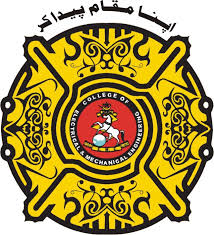 اپنا مقام پیدا کر
COLLEGE OF
ELECTRICAL & MECHANICAL ENGINEERING